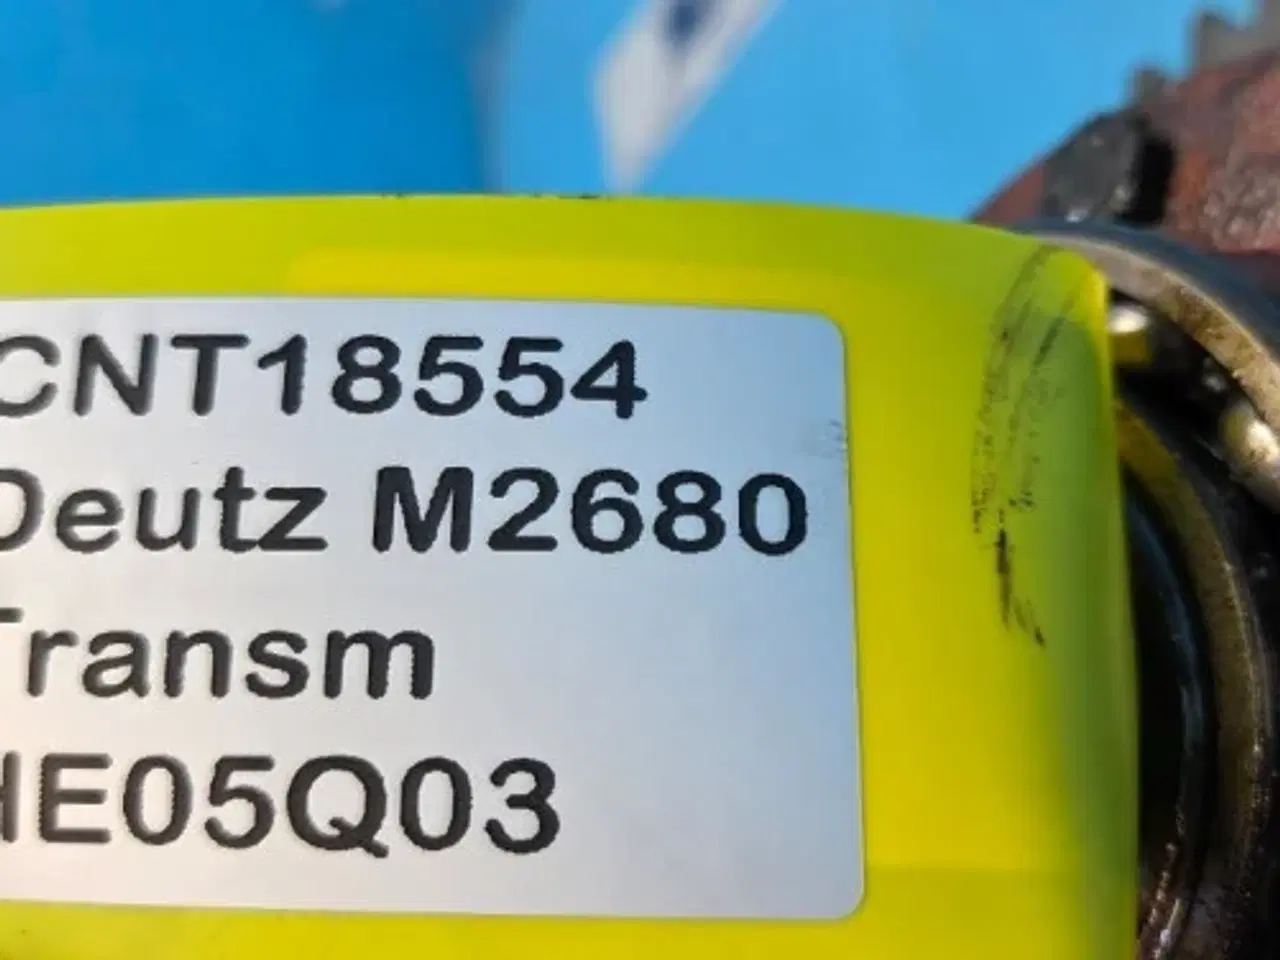 CNT18554
Deutz M2680
Transm
HE05Q03